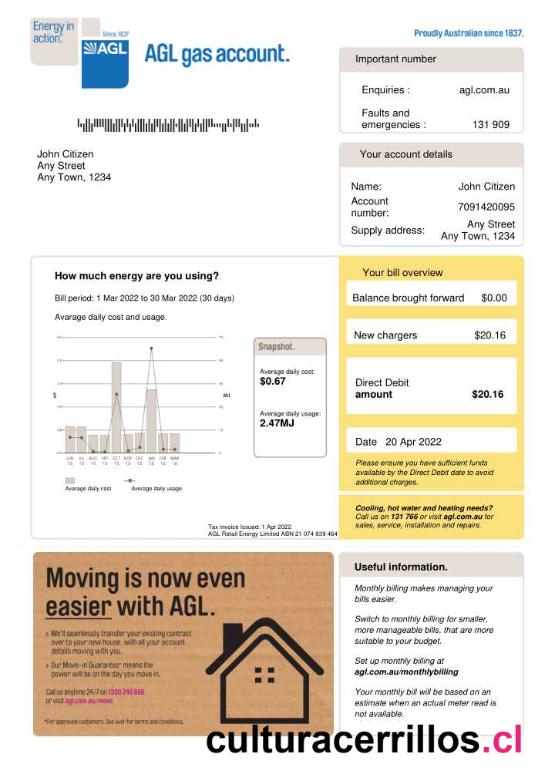 Energy in
action.
Since 1837
AGL
AGL gas account.
Proudly Australian since 1837.
Important number
Enquiries : agl.com.au
Faults and
emergencies : 131 909
John Citizen
Any Street
Any Town, 1234
Your account details
Name: John Citizen
Account
number: 7091420095
Supply address: Any Street
Any Town, 1234
How much energy are you using?
Bill period: 1 Mar 2022 to 30 Mar 2022 (30 days)
Avarage daily cost and usage.
$
MJ
JUN JUL AUG SEP OCT NOV DEC JAN FEB MAR
Average daily cost
Average daily usage
Snapshot.
Average daily cost:
$0.67
Average daily usage:
2.47MJ
Tax invoice Issued: 1 Apr 2022
AGL Retail Energy Limited ABN 21 074 839 464
Your bill overview
Balance brought forward $0.00
New chargers $20.16
Direct Debit
amount $20.16
Date 20 Apr 2022
Please ensure you have sufficient funds
available by the Direct Debit date to avoid
additional charges.
Cooling, hot water and heating needs?
Call us on 131 766 or visit agl.com.au for
sales, service, installation and repairs.
Moving is now even
easier with AGL.
> We'll seamlessly transfer your existing contract
over to your new house, with all your account
details moving with you.
> Our Move-in Guarantee* means the
power will be on the day you move in.
Call us anytime 24/7 on 1300 245 668
or visit agl.com.au/move
*For approved customers. See over for terms and conditions.
Useful information.
Monthly billing makes managing your
bills easier.
Switch to monthly billing for smaller,
more manageable bills, that are more
suitable to your budget.
Set up monthly billing at
agl.com.au/monthlybilling
Your monthly bill will be based on an
estimate when an actual meter read is
not available.
culturacerrillos.cl